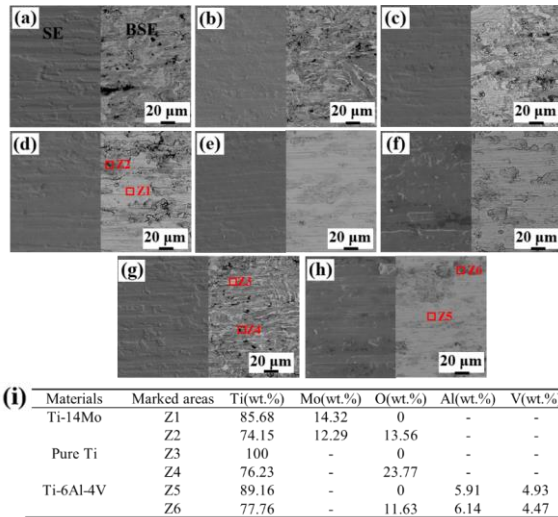 (a) SE BSE 20 μm
(b) 20 μm
(c) 20 μm
(d) Z2 Z1 20 μm
(e) 20 μm
(f) 20 μm
(g) Z3 Z4 20 μm
(h) Z6 Z5 20 μm
(i)
Materials Marked areas Ti(wt.%) Mo(wt.%) O(wt.%) Al(wt.%) V(wt.%)
Ti-14Mo Z1 85.68 14.32 0 - -
Z2 74.15 12.29 13.56 - -
Pure Ti Z3 100 - 0 - -
Z4 76.23 - 23.77 - -
Ti-6Al-4V Z5 89.16 - 0 5.91 4.93
Z6 77.76 - 11.63 6.14 4.47